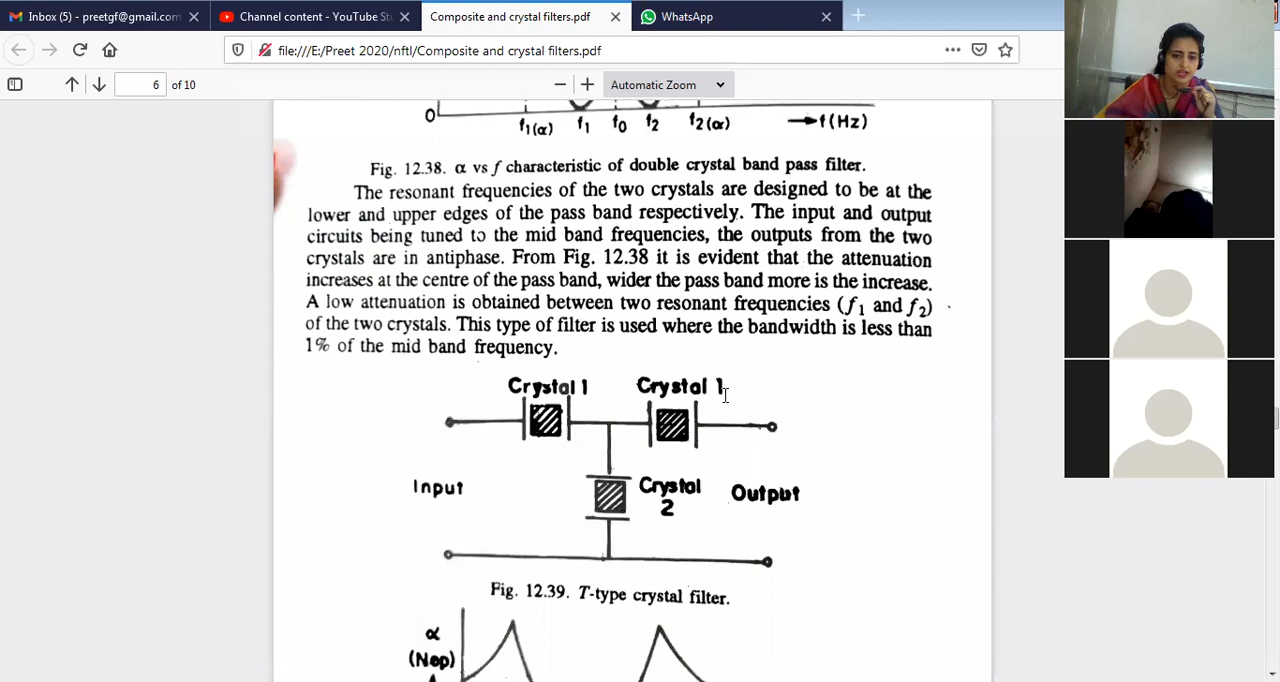 Inbox (5) - preetgf@gmail.com
Channel content - YouTube St
Composite and crystal filters.pdf
WhatsApp
file:///E:/Preet 2020/nftl/Composite and crystal filters.pdf
6 of 10
Automatic Zoom
0
f1(α) f1 f0 f2 f2(α) f(Hz)
Fig. 12.38. α vs f characteristic of double crystal band pass filter.
The resonant frequencies of the two crystals are designed to be at the
lower and upper edges of the pass band respectively. The input and output
circuits being tuned to the mid band frequencies, the outputs from the two
crystals are in antiphase. From Fig. 12.38 it is evident that the attenuation
increases at the centre of the pass band, wider the pass band more is the increase.
A low attenuation is obtained between two resonant frequencies (f1 and f2)
of the two crystals. This type of filter is used where the bandwidth is less than
1% of the mid band frequency.
Crystal 1 Crystal 1
Input Crystal Output
2
Fig. 12.39. T-type crystal filter.
α
(Nep)